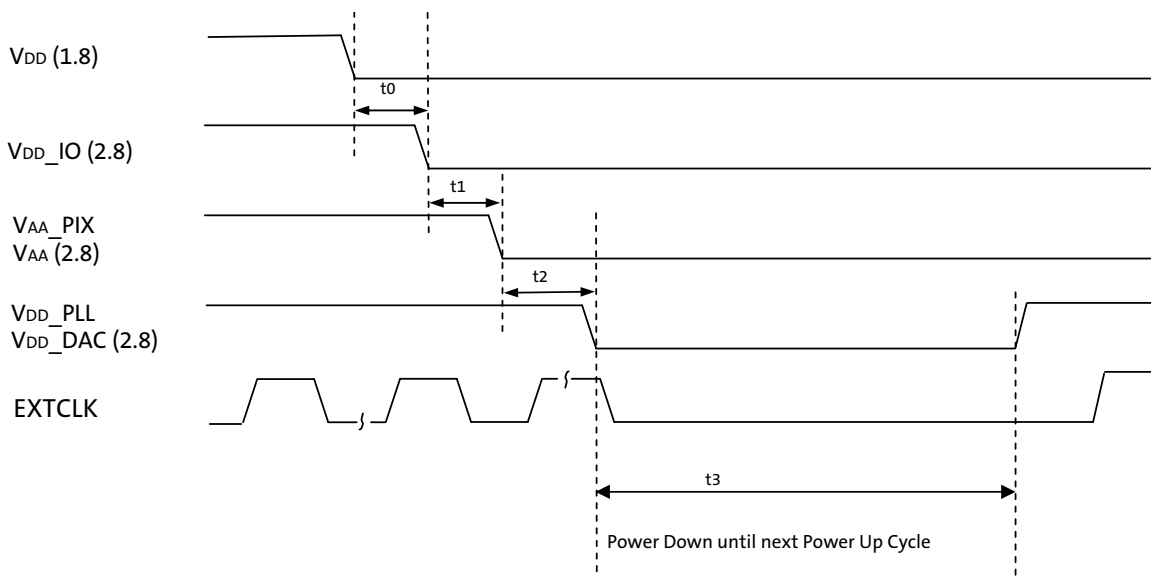 VDD (1.8)
t0
VDD_IO (2.8)
t1
VAA_PIX
VAA (2.8)
t2
VDD_PLL
VDD_DAC (2.8)
EXTCLK
t3
Power Down until next Power Up Cycle